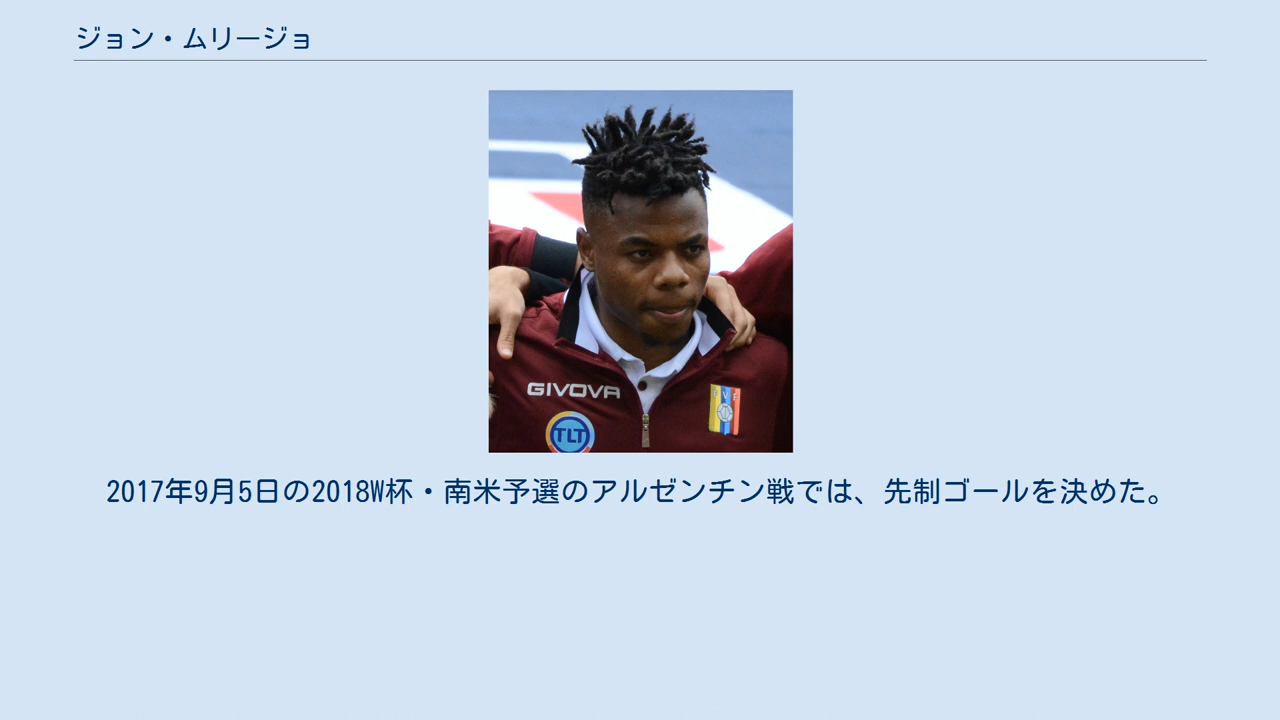 ジョン・ムリージョ
GIVOVA
FVF
TLT
2017年9月5日の2018W杯・南米予選のアルゼンチン戦では、先制ゴールを決めた。